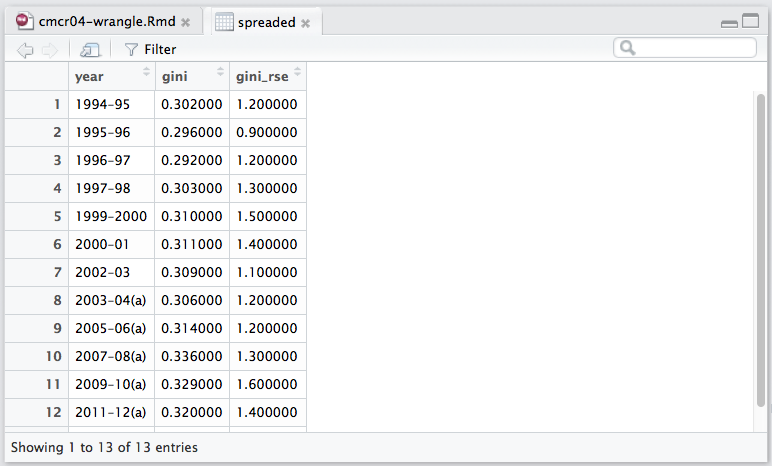 cmcr04-wrangle.Rmd spreaded
Filter
year gini gini_rse
1 1994-95 0.302000 1.200000
2 1995-96 0.296000 0.900000
3 1996-97 0.292000 1.200000
4 1997-98 0.303000 1.300000
5 1999-2000 0.310000 1.500000
6 2000-01 0.311000 1.400000
7 2002-03 0.309000 1.100000
8 2003-04(a) 0.306000 1.200000
9 2005-06(a) 0.314000 1.200000
10 2007-08(a) 0.336000 1.300000
11 2009-10(a) 0.329000 1.600000
12 2011-12(a) 0.320000 1.400000
Showing 1 to 13 of 13 entries